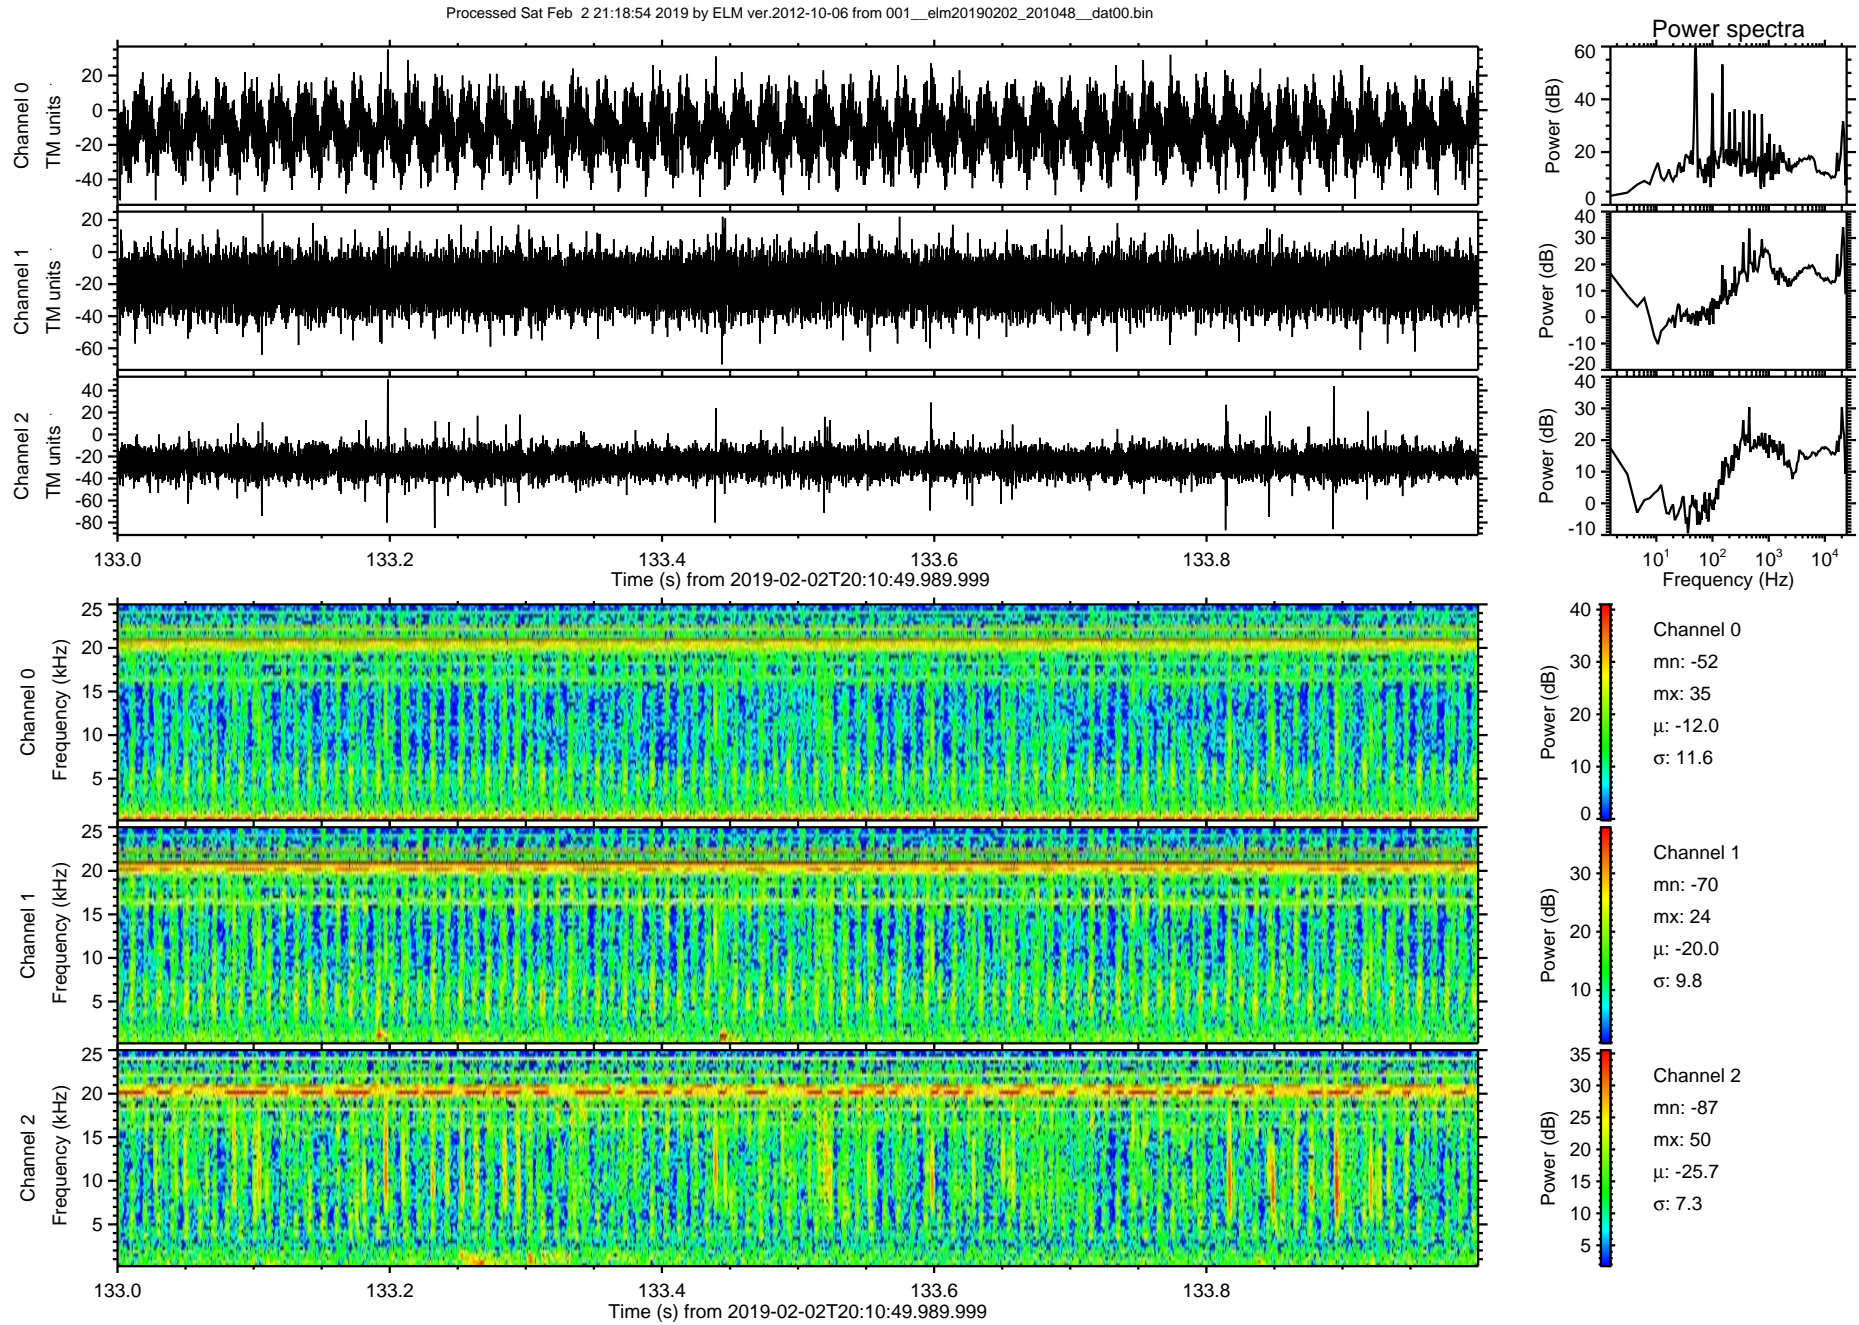 Processed Sat Feb  2 21:18:54 2019 by ELM ver.2012-10-06 from 001__elm20190202_201048__dat00.bin
Power spectra
Channel 0
TM units
20
0
-20
-40
Power (dB)
60
40
20
0
Channel 1
TM units
20
0
-20
-40
-60
Power (dB)
40
30
20
10
0
-10
-20
Channel 2
TM units
40
20
0
-20
-40
-60
-80
Power (dB)
40
30
20
10
0
-10
133.0 133.2 133.4 133.6 133.8
Time (s) from 2019-02-02T20:10:49.989.999
10¹ 10² 10³ 10⁴
Frequency (Hz)
Channel 0
Frequency (kHz)
25
20
15
10
5
Power (dB)
40
30
20
10
0
Channel 0
mn: -52
mx: 35
μ: -12.0
σ: 11.6
Channel 1
Frequency (kHz)
25
20
15
10
5
Power (dB)
30
20
10
Channel 1
mn: -70
mx: 24
μ: -20.0
σ: 9.8
Channel 2
Frequency (kHz)
25
20
15
10
5
Power (dB)
35
30
25
20
15
10
5
Channel 2
mn: -87
mx: 50
μ: -25.7
σ: 7.3
133.0 133.2 133.4 133.6 133.8
Time (s) from 2019-02-02T20:10:49.989.999